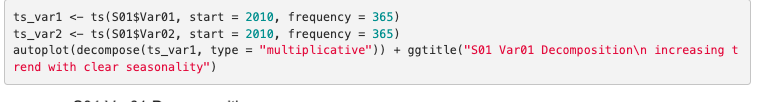 ts_var1 <- ts(S01$Var01, start = 2010, frequency = 365)
ts_var2 <- ts(S01$Var02, start = 2010, frequency = 365)
autoplot(decompose(ts_var1, type = "multiplicative")) + ggtitle("S01 Var01 Decomposition\n increasing t
rend with clear seasonality")